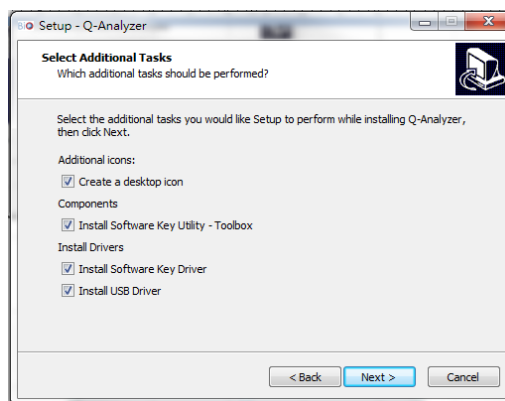 BiO Setup - Q-Analyzer
Select Additional Tasks
Which additional tasks should be performed?
Select the additional tasks you would like Setup to perform while installing Q-Analyzer,
then click Next.
Additional icons:
Create a desktop icon
Components
Install Software Key Utility - Toolbox
Install Drivers
Install Software Key Driver
Install USB Driver
< Back Next > Cancel